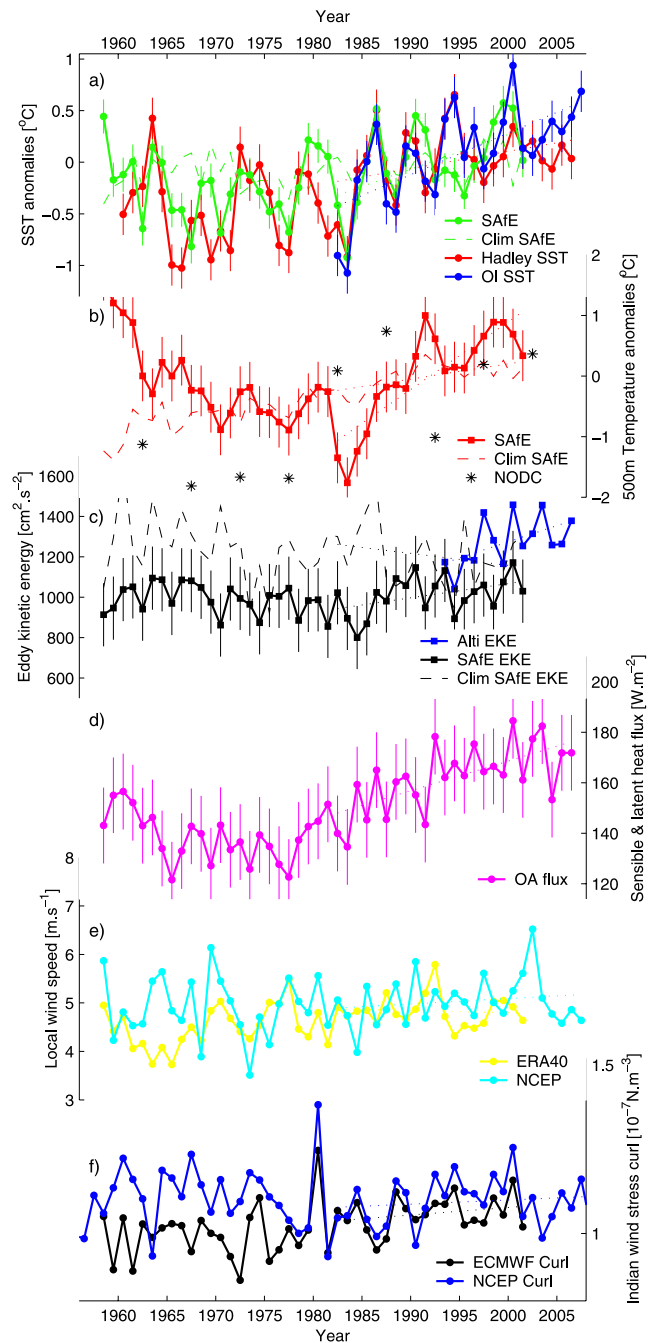 Year
1960 1965 1970 1975 1980 1985 1990 1995 2000 2005
a)
SST anomalies [°C]
1
0.5
0
−0.5
−1
SAfE
Clim SAfE
Hadley SST
OI SST
b)
500m Temperature anomalies [°C]
2
1
0
−1
−2
SAfE
Clim SAfE
NODC
c)
Eddy kinetic energy [cm².s⁻²]
1600
1400
1200
1000
800
600
Alti EKE
SAfE EKE
Clim SAfE EKE
d)
Sensible & latent heat flux [W.m⁻²]
200
180
160
140
120
OA flux
e)
Local wind speed [m.s⁻¹]
8
7
6
5
4
3
ERA40
NCEP
f)
Indian wind stress curl [10⁻⁷N.m⁻³]
1.5
1
ECMWF Curl
NCEP Curl
1960 1965 1970 1975 1980 1985 1990 1995 2000 2005
Year